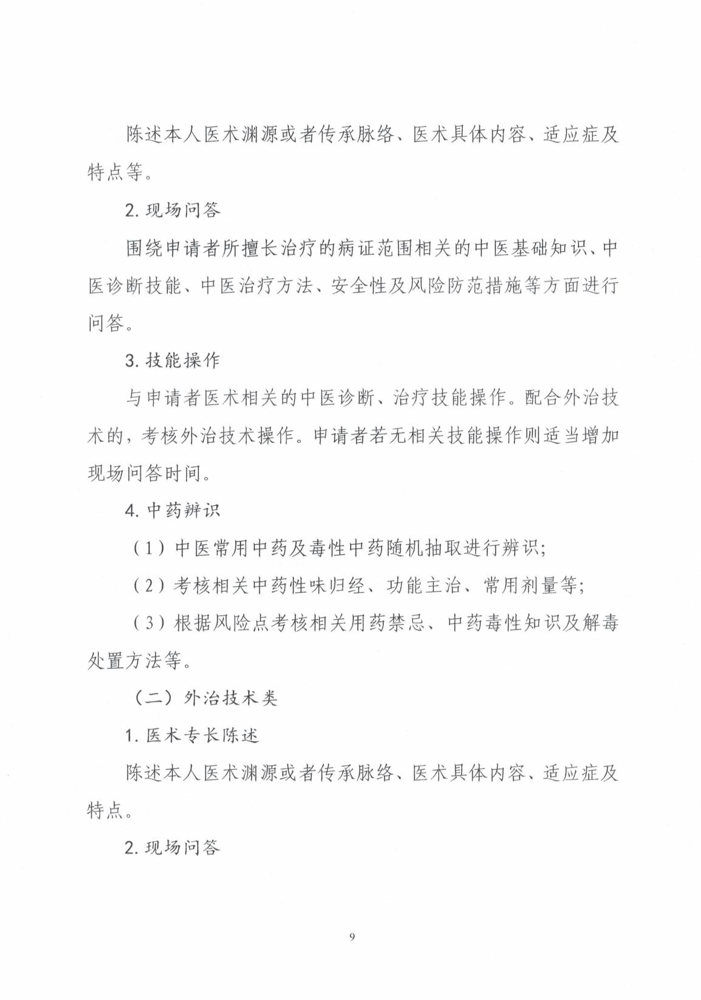 陈述本人医术渊源或者传承脉络、医术具体内容、适应症及
特点等。
2. 现场问答
围绕申请者所擅长治疗的病证范围相关的中医基础知识、中
医诊断技能、中医治疗方法、安全性及风险防范措施等方面进行
问答。
3. 技能操作
与申请者医术相关的中医诊断、治疗技能操作。配合外治技
术的，考核外治技术操作。申请者若无相关技能操作则适当增加
现场问答时间。
4. 中药辨识
（1）中医常用中药及毒性中药随机抽取进行辨识；
（2）考核相关中药性味归经、功能主治、常用剂量等；
（3）根据风险点考核相关用药禁忌、中药毒性知识及解毒
处置方法等。
（二）外治技术类
1. 医术专长陈述
陈述本人医术渊源或者传承脉络、医术具体内容、适应症及
特点。
2. 现场问答
9